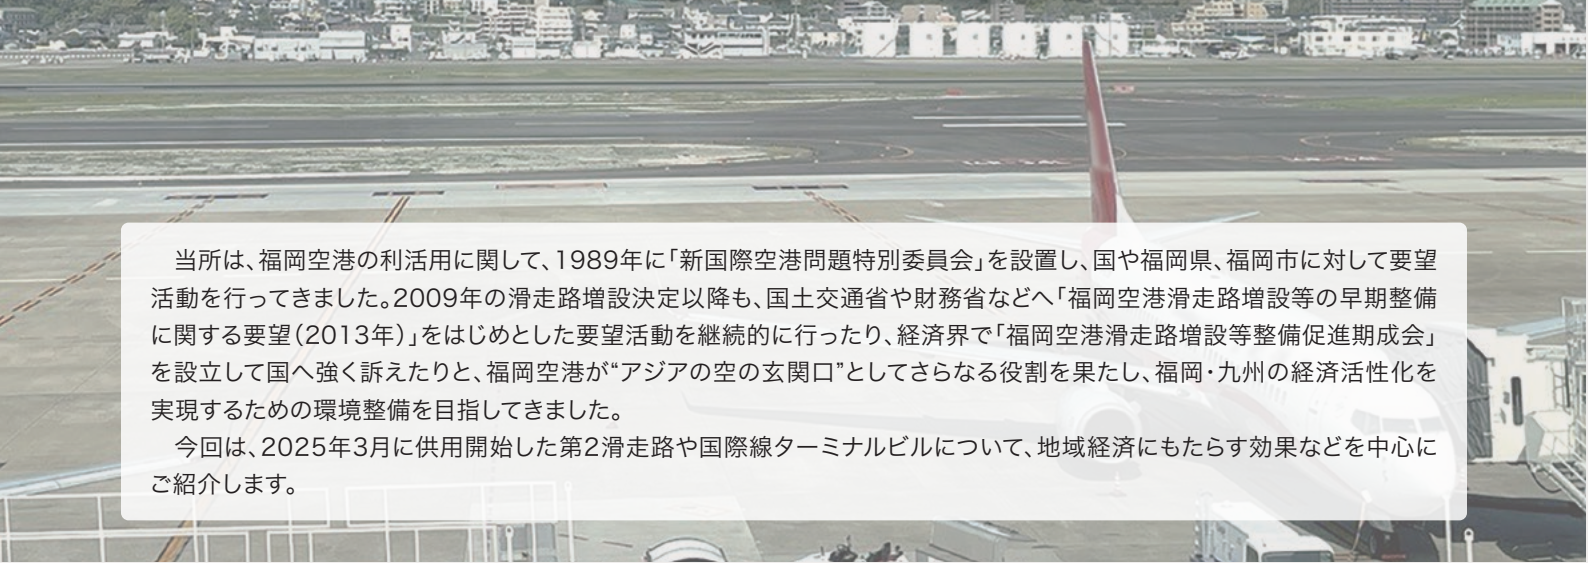 当所は、福岡空港の利活用に関して、1989年に「新国際空港問題特別委員会」を設置し、国や福岡県、福岡市に対して要望
活動を行ってきました。2009年の滑走路増設決定以降も、国土交通省や財務省などへ「福岡空港滑走路増設等の早期整備
に関する要望（2013年）」をはじめとした要望活動を継続的に行ったり、経済界で「福岡空港滑走路増設等整備促進期成会」
を設立して国へ強く訴えたりと、福岡空港が“アジアの空の玄関口”としてさらなる役割を果たし、福岡・九州の経済活性化を
実現するための環境整備を目指してきました。
今回は、2025年3月に供用開始した第2滑走路や国際線ターミナルビルについて、地域経済にもたらす効果などを中心に
ご紹介します。